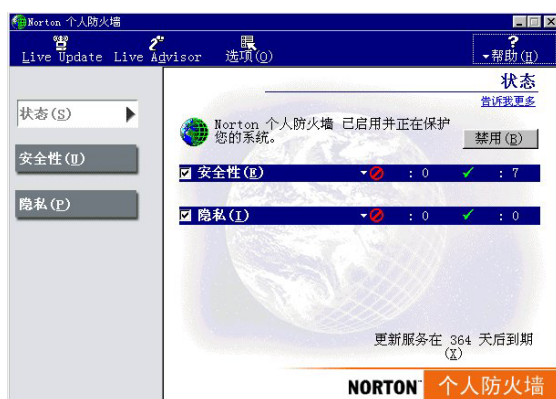 Norton 个人防火墙
Live Update Live Advisor 选项(O) 帮助(H)
状态
告诉我更多
状态(S)
安全性(U)
隐私(P)
Norton 个人防火墙 已启用并正在保护
您的系统。
禁用(B)
安全性(E) : 0 : 7
隐私(I) : 0 : 0
更新服务在 364 天后到期
(X)
NORTON 个人防火墙